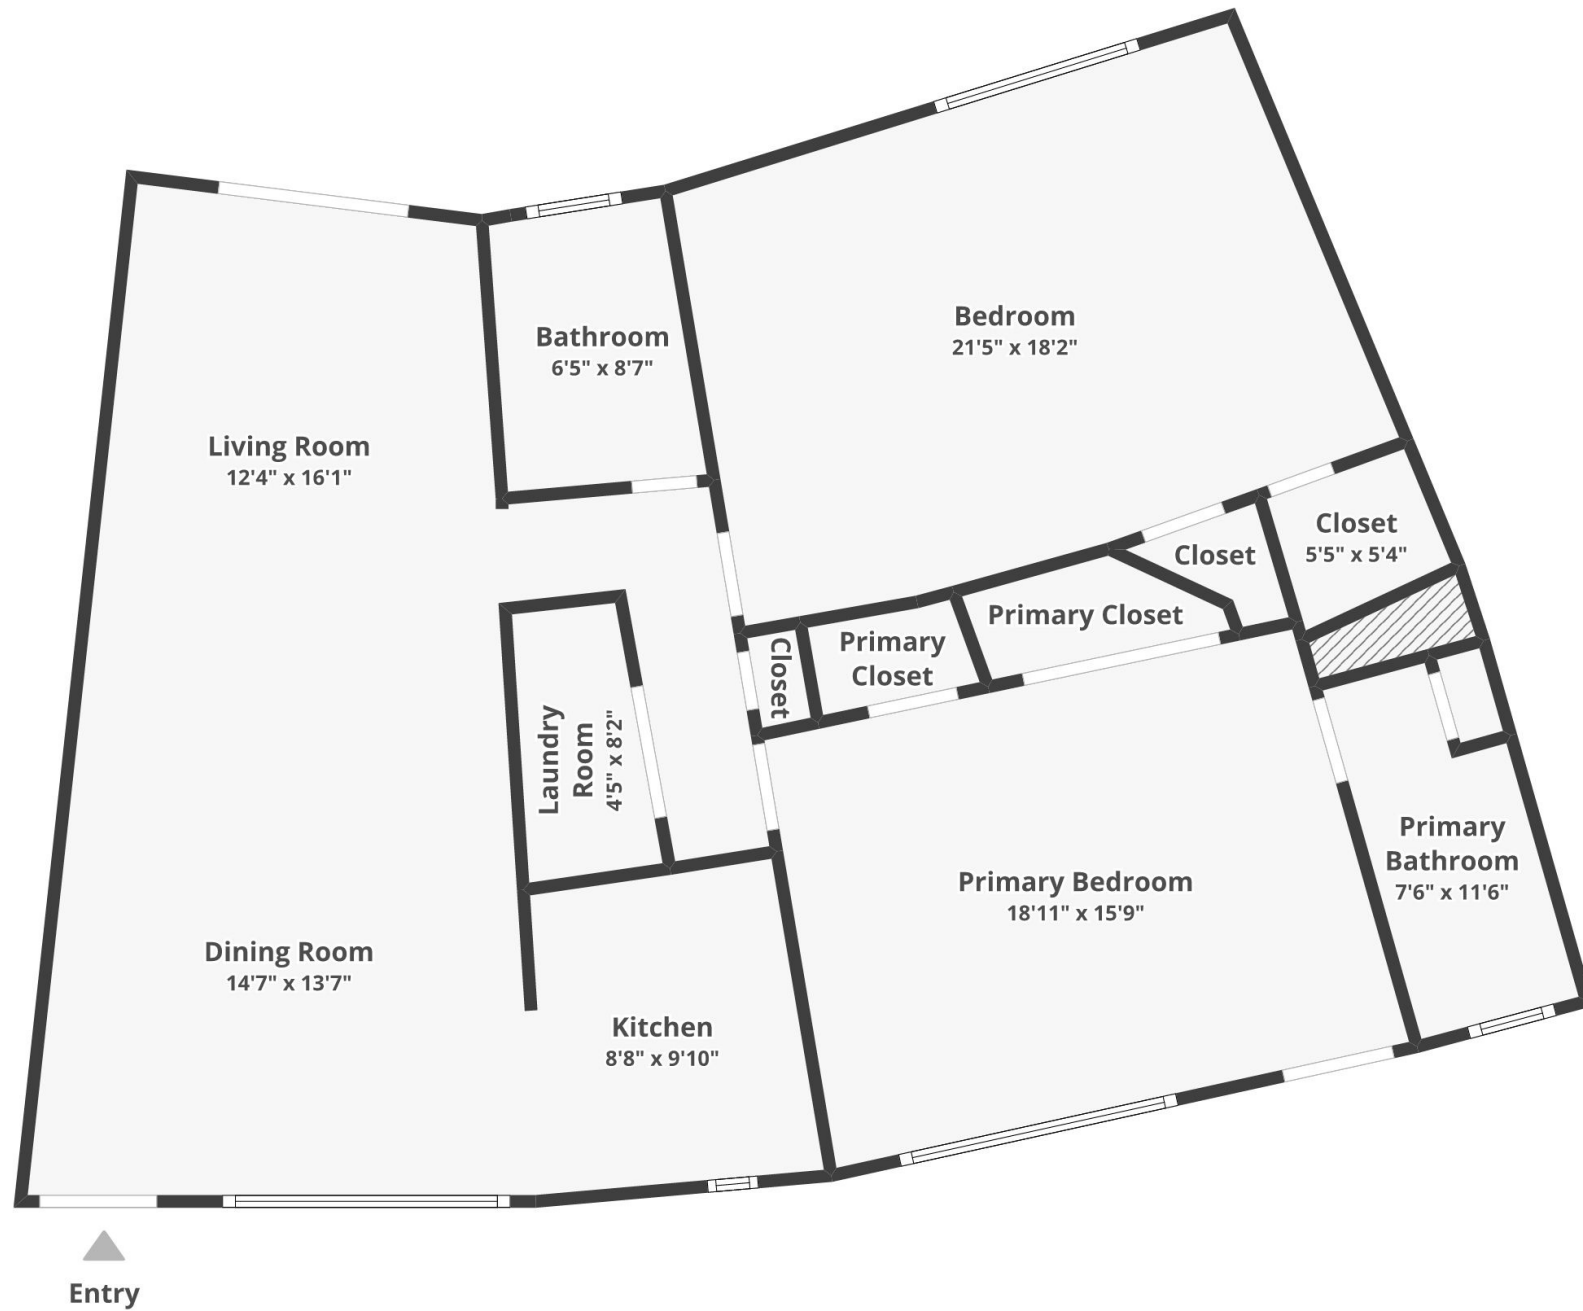 Bedroom
21'5" x 18'2"
Bathroom
6'5" x 8'7"
Living Room
12'4" x 16'1"
Closet
5'5" x 5'4"
Closet
Primary Closet
Primary
Closet
Closet
Laundry
Room
4'5" x 8'2"
Primary
Bathroom
7'6" x 11'6"
Primary Bedroom
18'11" x 15'9"
Dining Room
14'7" x 13'7"
Kitchen
8'8" x 9'10"
Entry